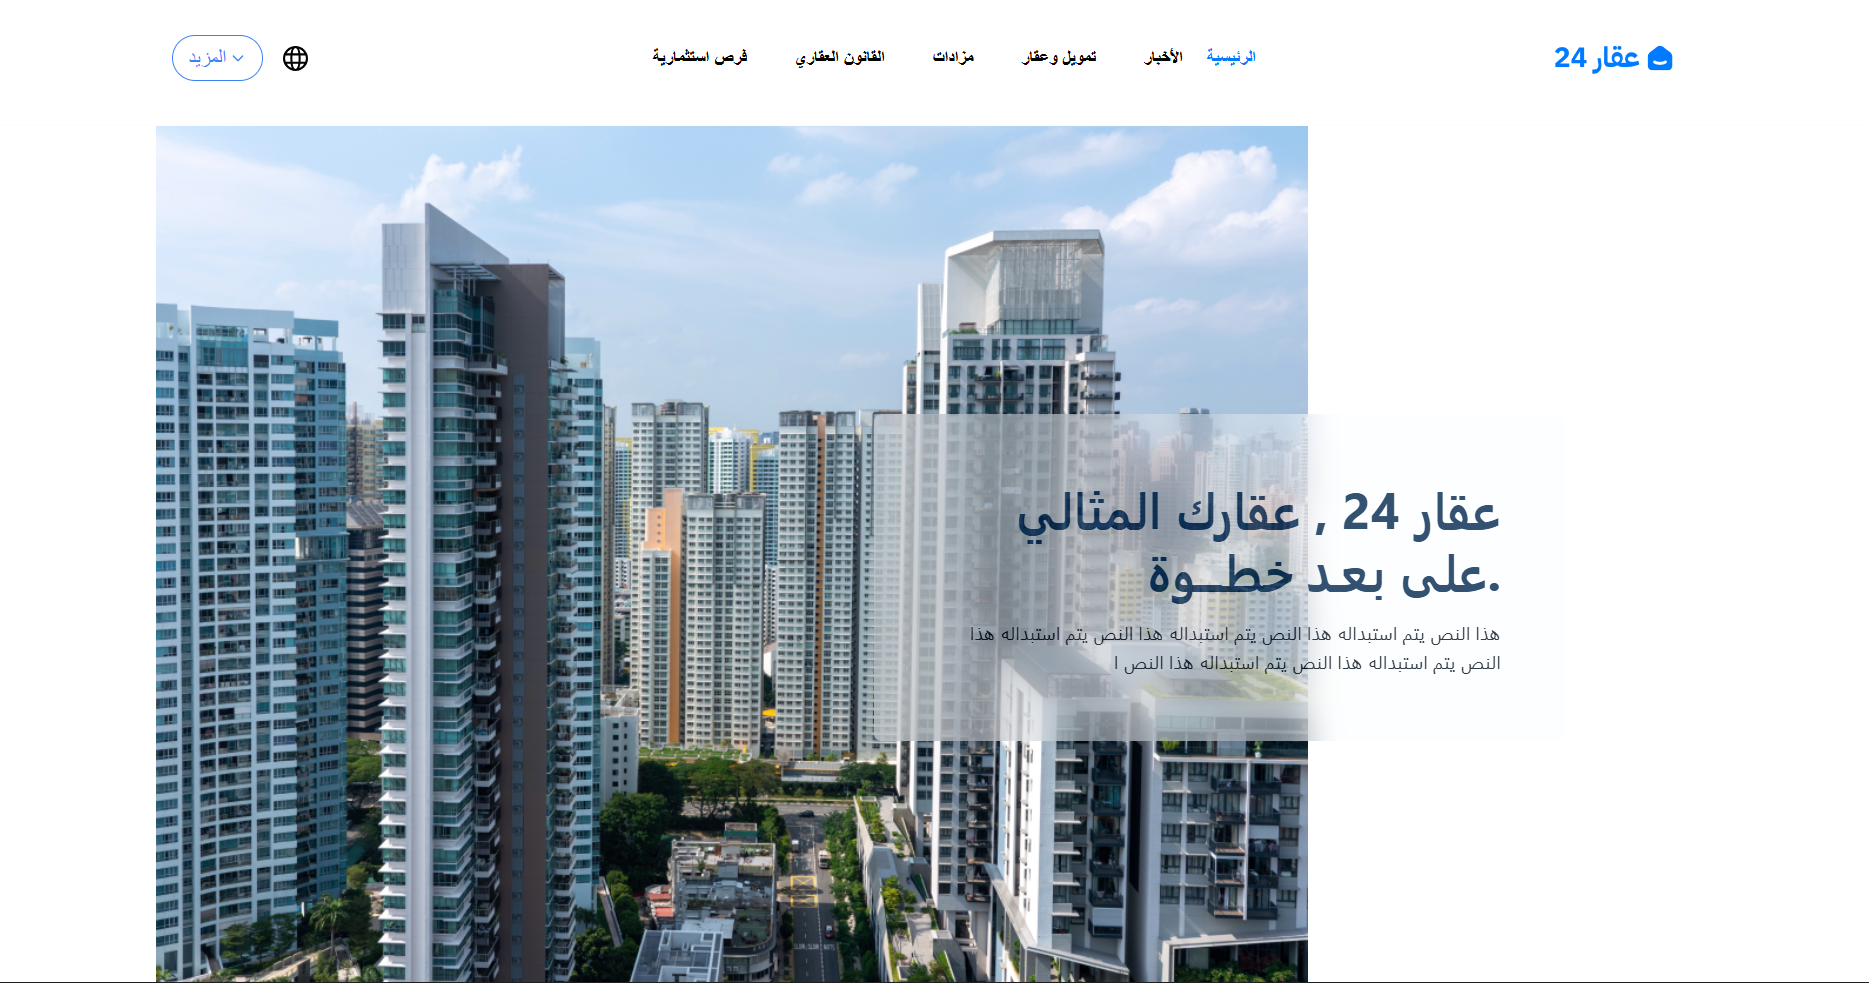 عقار 24
الرئيسية
الأخبار
تمويل وعقار
مزادات
القانون العقاري
فرص استثمارية
المزيد
عقار 24 , عقارك المثالي
على بعد خطـــوة.
هذا النص يتم استبداله هذا النص يتم استبداله هذا النص يتم استبداله هذا
النص يتم استبداله هذا النص يتم استبداله هذا النص ا